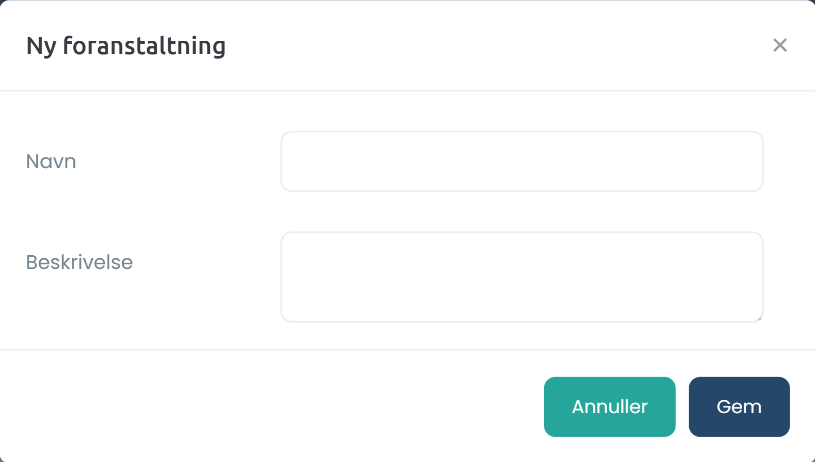 Ny foranstaltning
Navn
Beskrivelse
Annuller
Gem